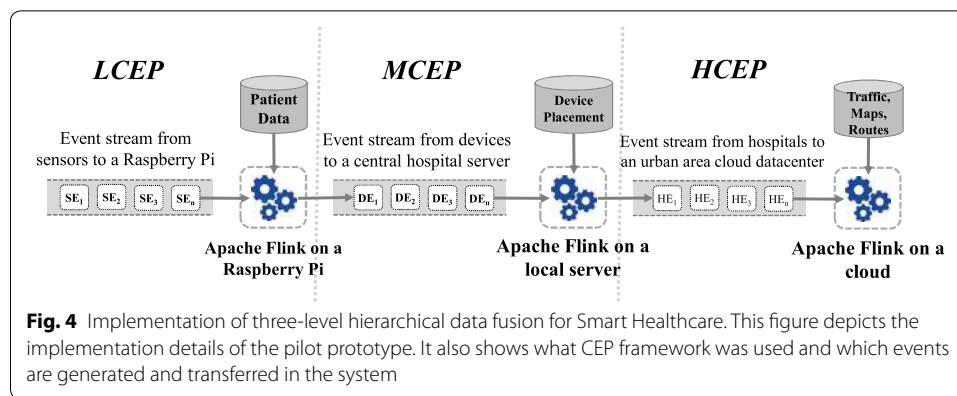 LCEP
MCEP
HCEP
Patient
Data
Device
Placement
Traffic,
Maps,
Routes
Event stream from
sensors to a Raspberry Pi
Event stream from devices
to a central hospital server
Event stream from hospitals to
an urban area cloud datacenter
SE1 SE2 SE3 SEn
DE1 DE2 DE3 DEn
HE1 HE2 HE3 HEn
Apache Flink on a
Raspberry Pi
Apache Flink on a
local server
Apache Flink on a
cloud
Fig. 4 Implementation of three-level hierarchical data fusion for Smart Healthcare. This figure depicts the
implementation details of the pilot prototype. It also shows what CEP framework was used and which events
are generated and transferred in the system